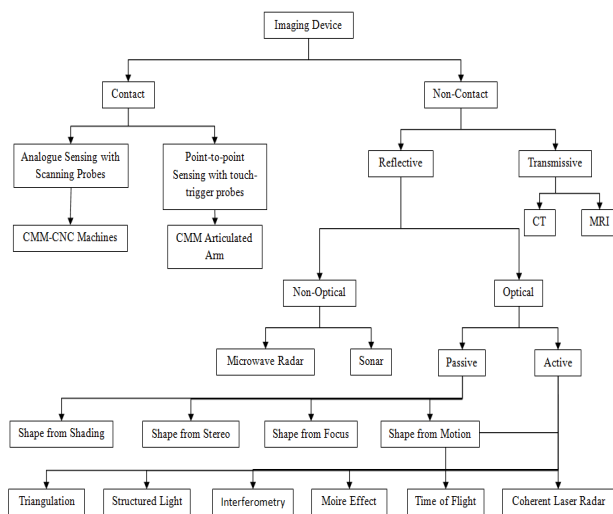 Imaging Device
Contact
Non-Contact
Analogue Sensing with
Scanning Probes
Point-to-point
Sensing with touch-
trigger probes
Reflective
Transmissive
CMM-CNC Machines
CMM Articulated
Arm
CT
MRI
Non-Optical
Optical
Microwave Radar
Sonar
Passive
Active
Shape from Shading
Shape from Stereo
Shape from Focus
Shape from Motion
Triangulation
Structured Light
Interferometry
Moire Effect
Time of Flight
Coherent Laser Radar